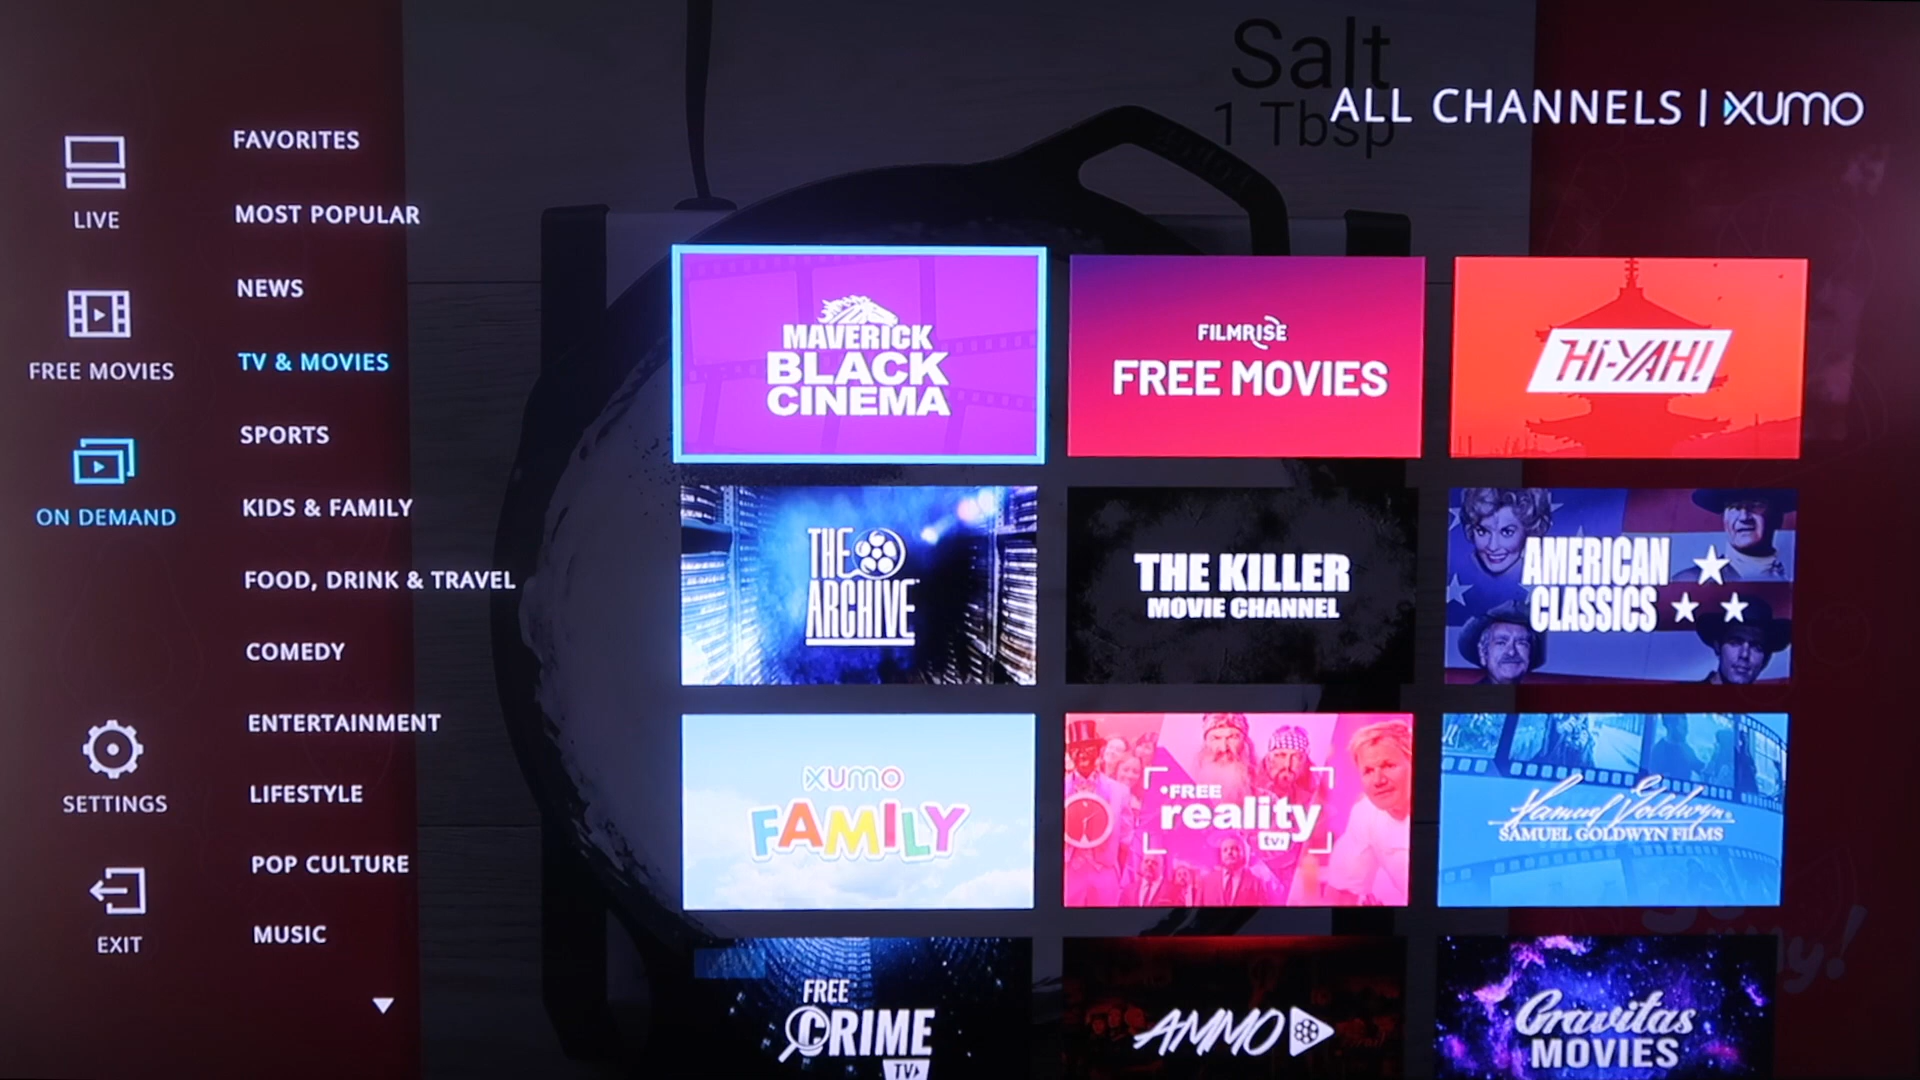 Salt
1 Tbsp
ALL CHANNELS | XUMO
LIVE
FREE MOVIES
ON DEMAND
SETTINGS
EXIT
FAVORITES
MOST POPULAR
NEWS
TV & MOVIES
SPORTS
KIDS & FAMILY
FOOD, DRINK & TRAVEL
COMEDY
ENTERTAINMENT
LIFESTYLE
POP CULTURE
MUSIC
MAVERICK
BLACK
CINEMA
FILMRISE
FREE MOVIES
Hi-YAH!
THE
ARCHIVE
THE KILLER
MOVIE CHANNEL
AMERICAN
CLASSICS
XUMO
FAMILY
FREE
reality
tv
Samuel Goldwyn
SAMUEL GOLDWYN FILMS
FREE
CRIME
TV
AMMO
Gravitas
MOVIES